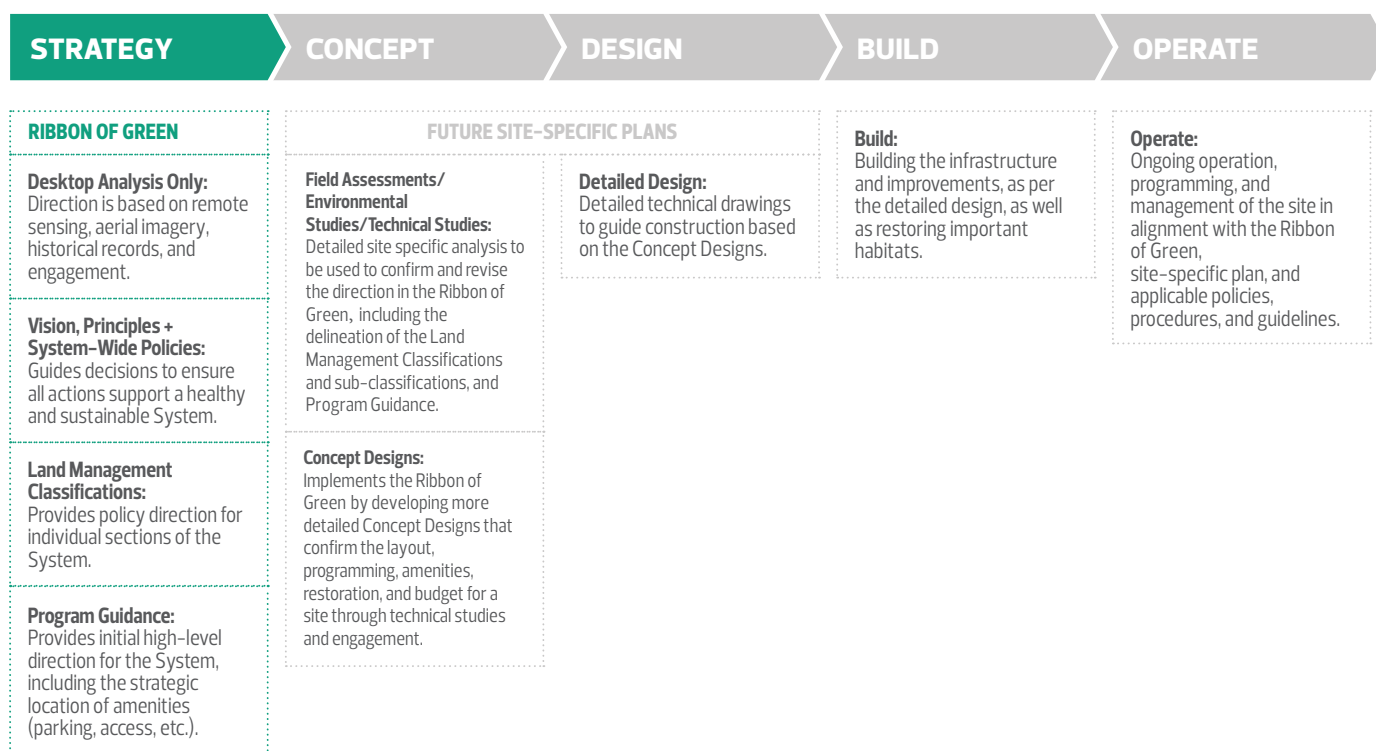 STRATEGY
CONCEPT
DESIGN
BUILD
OPERATE
RIBBON OF GREEN
Desktop Analysis Only:
Direction is based on remote
sensing, aerial imagery,
historical records, and
engagement.
Vision, Principles +
System-Wide Policies:
Guides decisions to ensure
all actions support a healthy
and sustainable System.
Land Management
Classifications:
Provides policy direction for
individual sections of the
System.
Program Guidance:
Provides initial high-level
direction for the System,
including the strategic
location of amenities
(parking, access, etc.).
FUTURE SITE-SPECIFIC PLANS
Field Assessments/
Environmental
Studies/Technical Studies:
Detailed site specific analysis to
be used to confirm and revise
the direction in the Ribbon of
Green, including the
delineation of the Land
Management Classifications
and sub-classifications, and
Program Guidance.
Concept Designs:
Implements the Ribbon of
Green by developing more
detailed Concept Designs that
confirm the layout,
programming, amenities,
restoration, and budget for a
site through technical studies
and engagement.
Detailed Design:
Detailed technical drawings
to guide construction based
on the Concept Designs.
Build:
Building the infrastructure
and improvements, as per
the detailed design, as well
as restoring important
habitats.
Operate:
Ongoing operation,
programming, and
management of the site in
alignment with the Ribbon
of Green,
site-specific plan, and
applicable policies,
procedures, and guidelines.